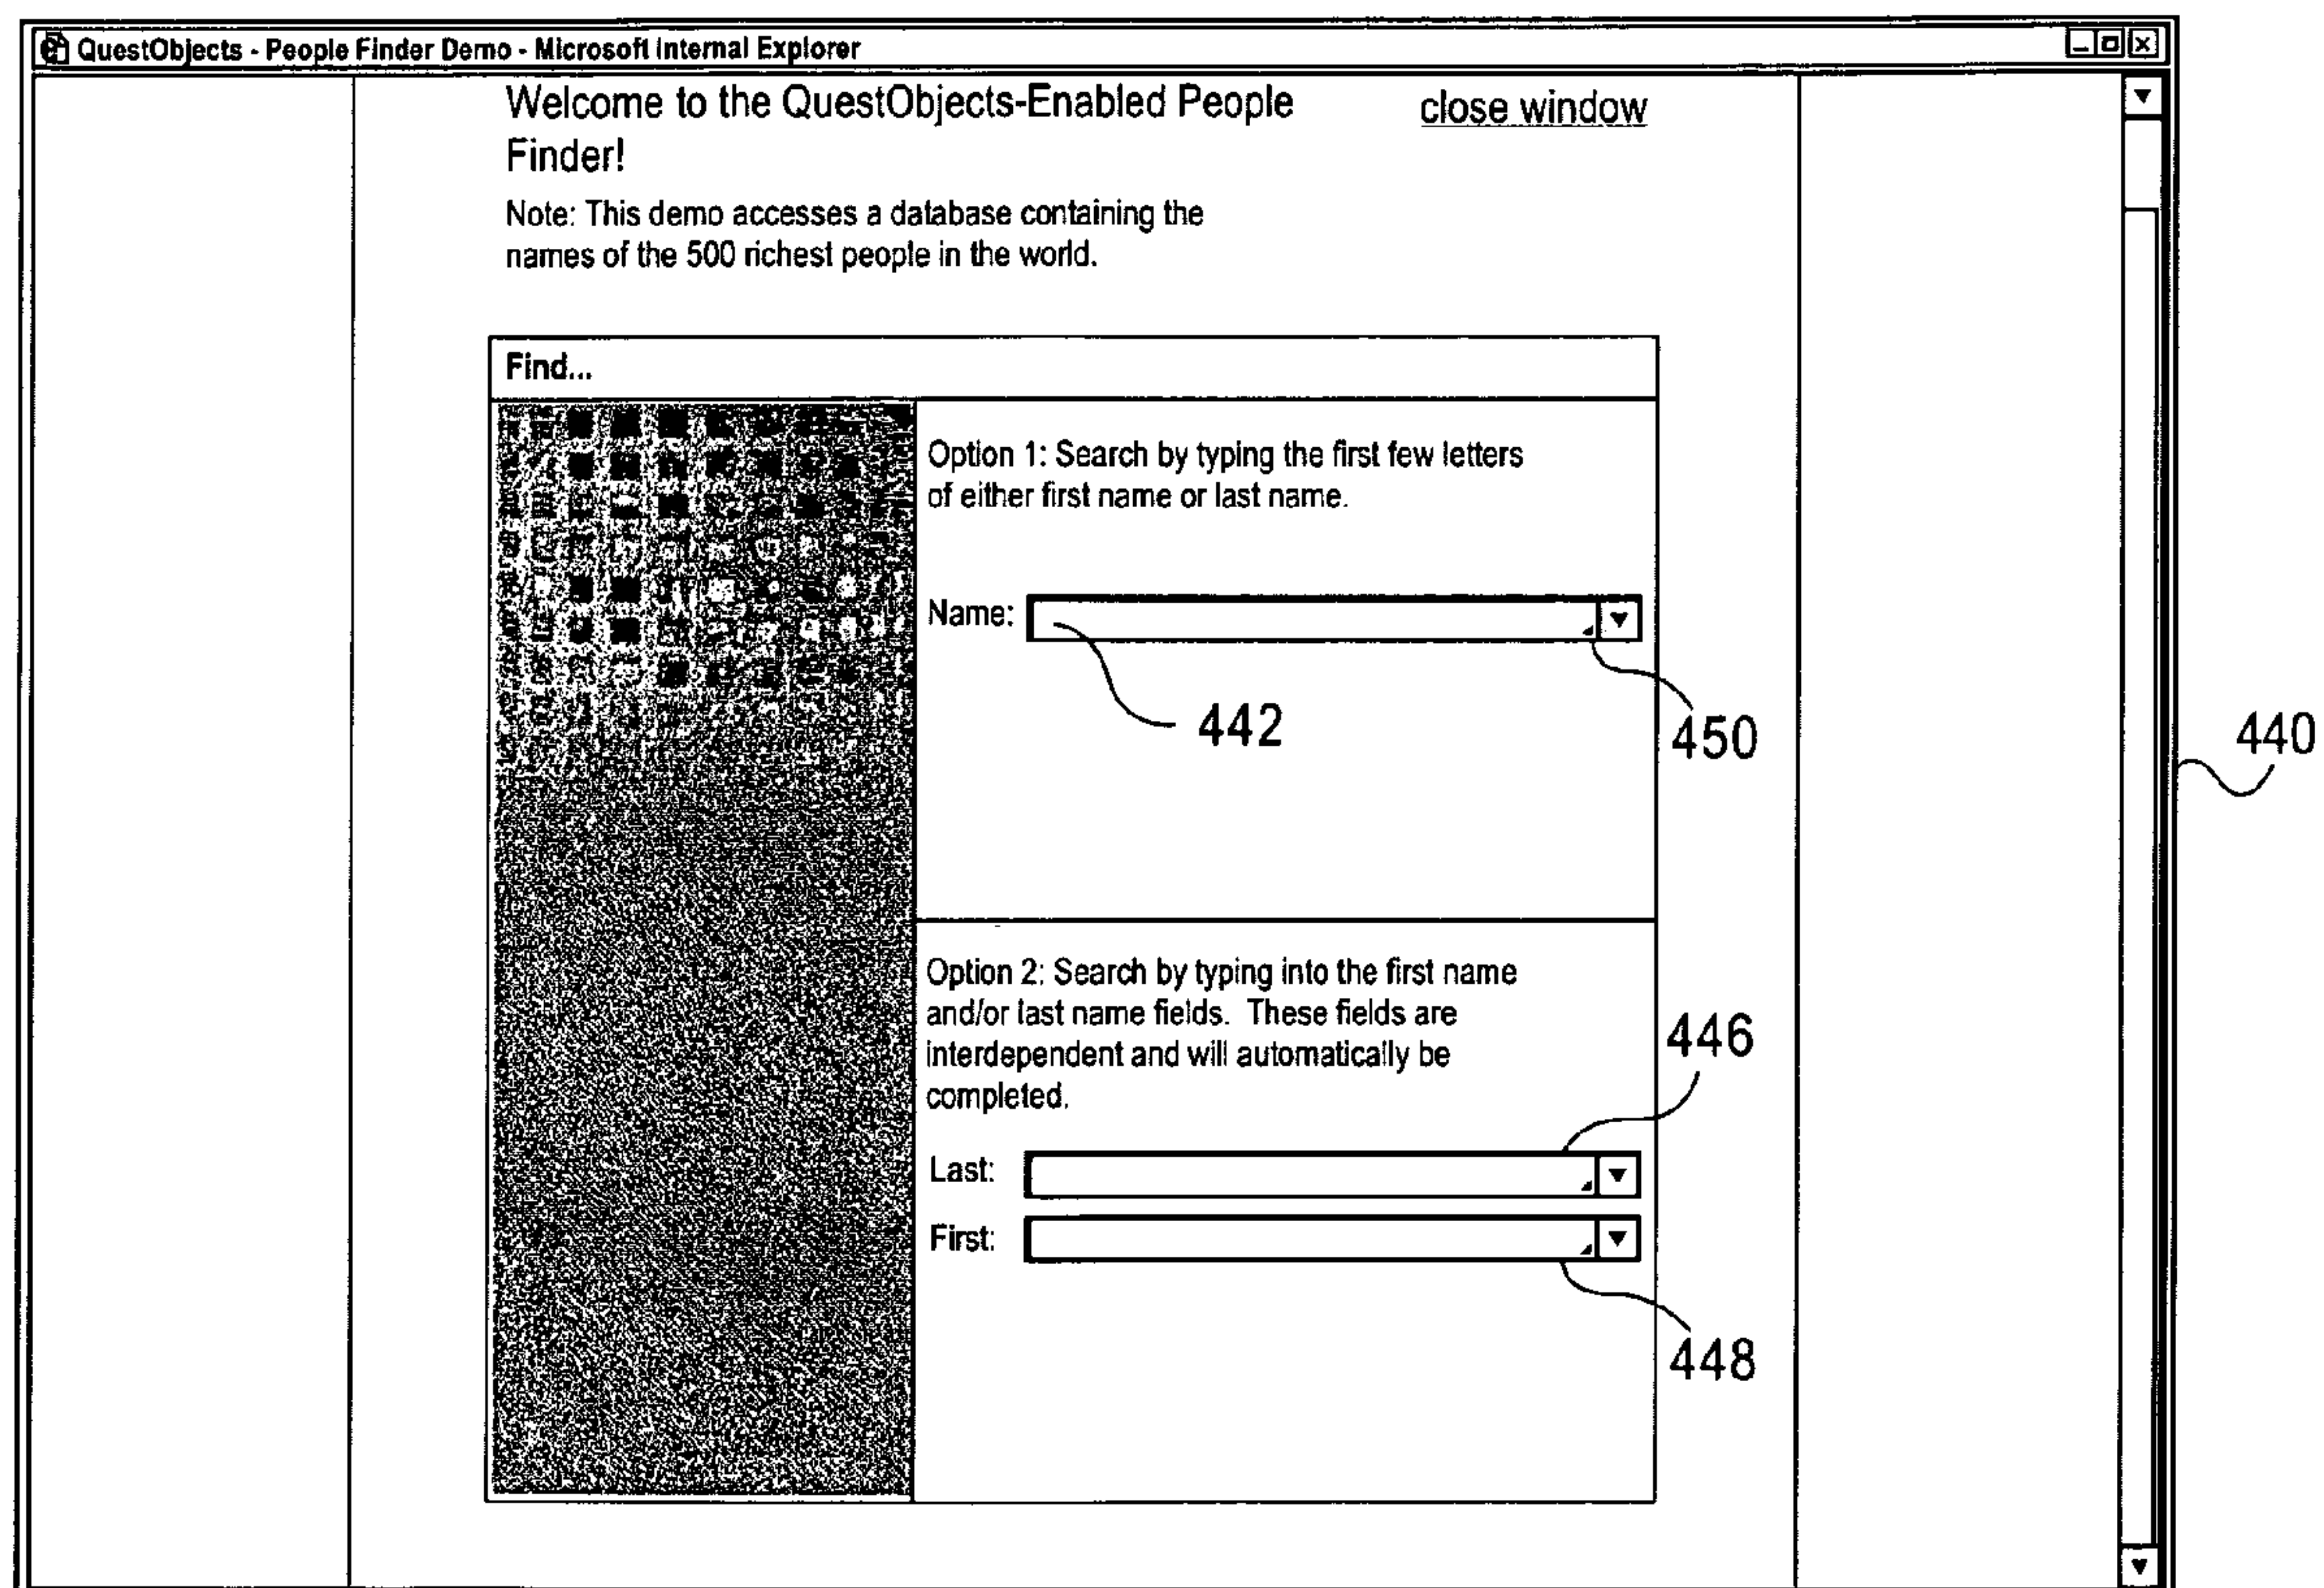 QuestObjects - People Finder Demo - Microsoft Internal Explorer
Welcome to the QuestObjects-Enabled People
Finder!
close window
Note: This demo accesses a database containing the
names of the 500 richest people in the world.
Find...
Option 1: Search by typing the first few letters
of either first name or last name.
Name:
442
450
440
Option 2: Search by typing into the first name
and/or last name fields. These fields are
interdependent and will automatically be
completed.
446
Last:
First:
448